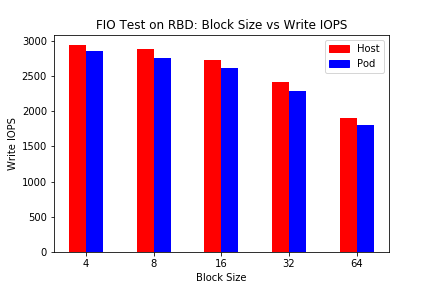 FIO Test on RBD: Block Size vs Write IOPS
3000
2500
2000
1500
1000
500
0
Write IOPS
Host
Pod
4 8 16 32 64
Block Size